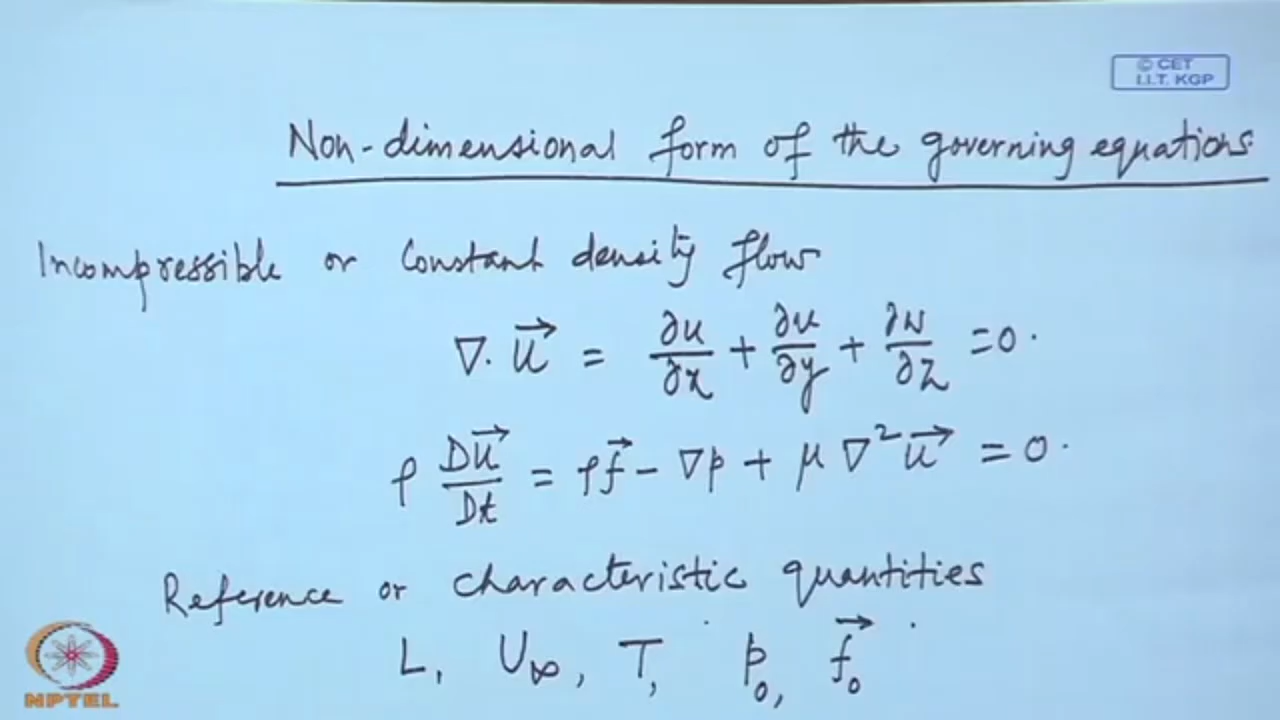 © CET
I.I.T. KGP
Non-dimensional form of the governing equations
Incompressible or Constant density flow
∇. u⃗ = ∂u/∂x + ∂v/∂y + ∂w/∂z = 0.
ρ Du⃗/Dt = ρf⃗ - ∇p + μ ∇²u⃗ = 0.
Reference or characteristic quantities
L, U∞, T, p₀, f⃗₀
NPTEL